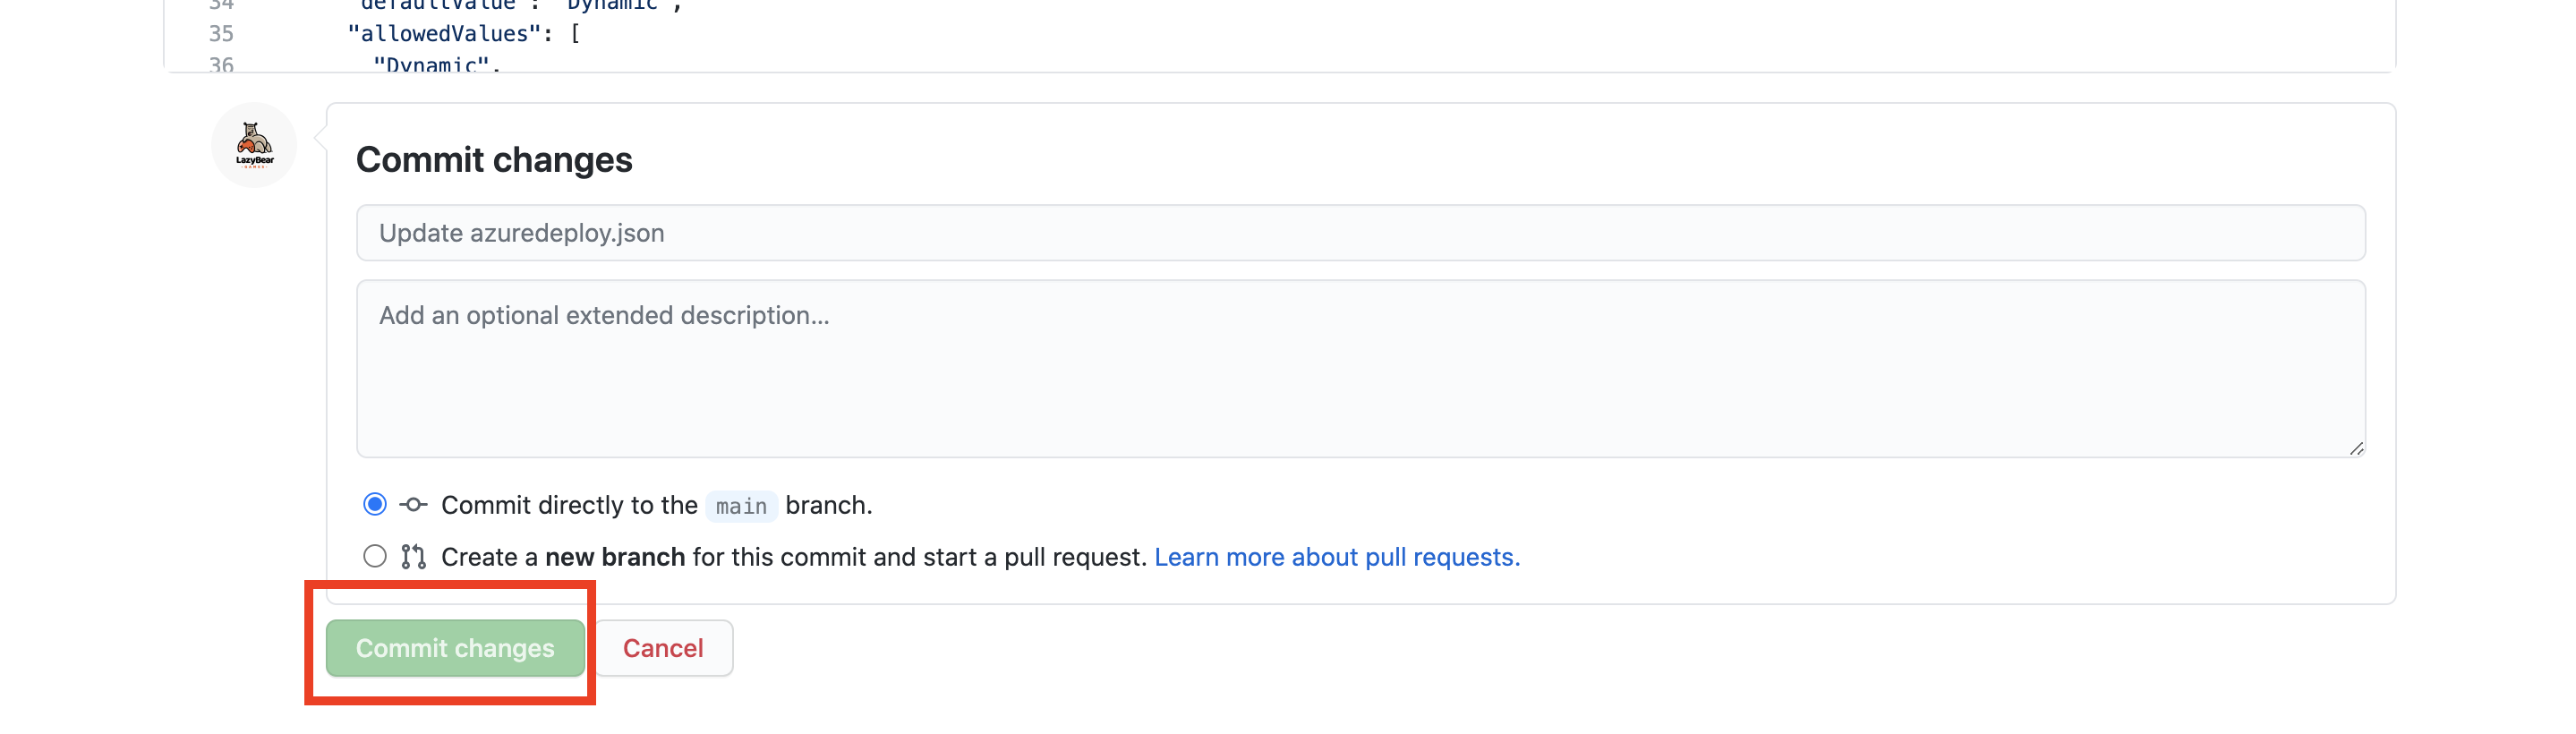 34 "defaultValue": "Dynamic",
35 "allowedValues": [
36 "Dynamic",
LazyBear
GAMES
Commit changes
Update azuredeploy.json
Add an optional extended description...
Commit directly to the main branch.
Create a new branch for this commit and start a pull request. Learn more about pull requests.
Commit changes
Cancel